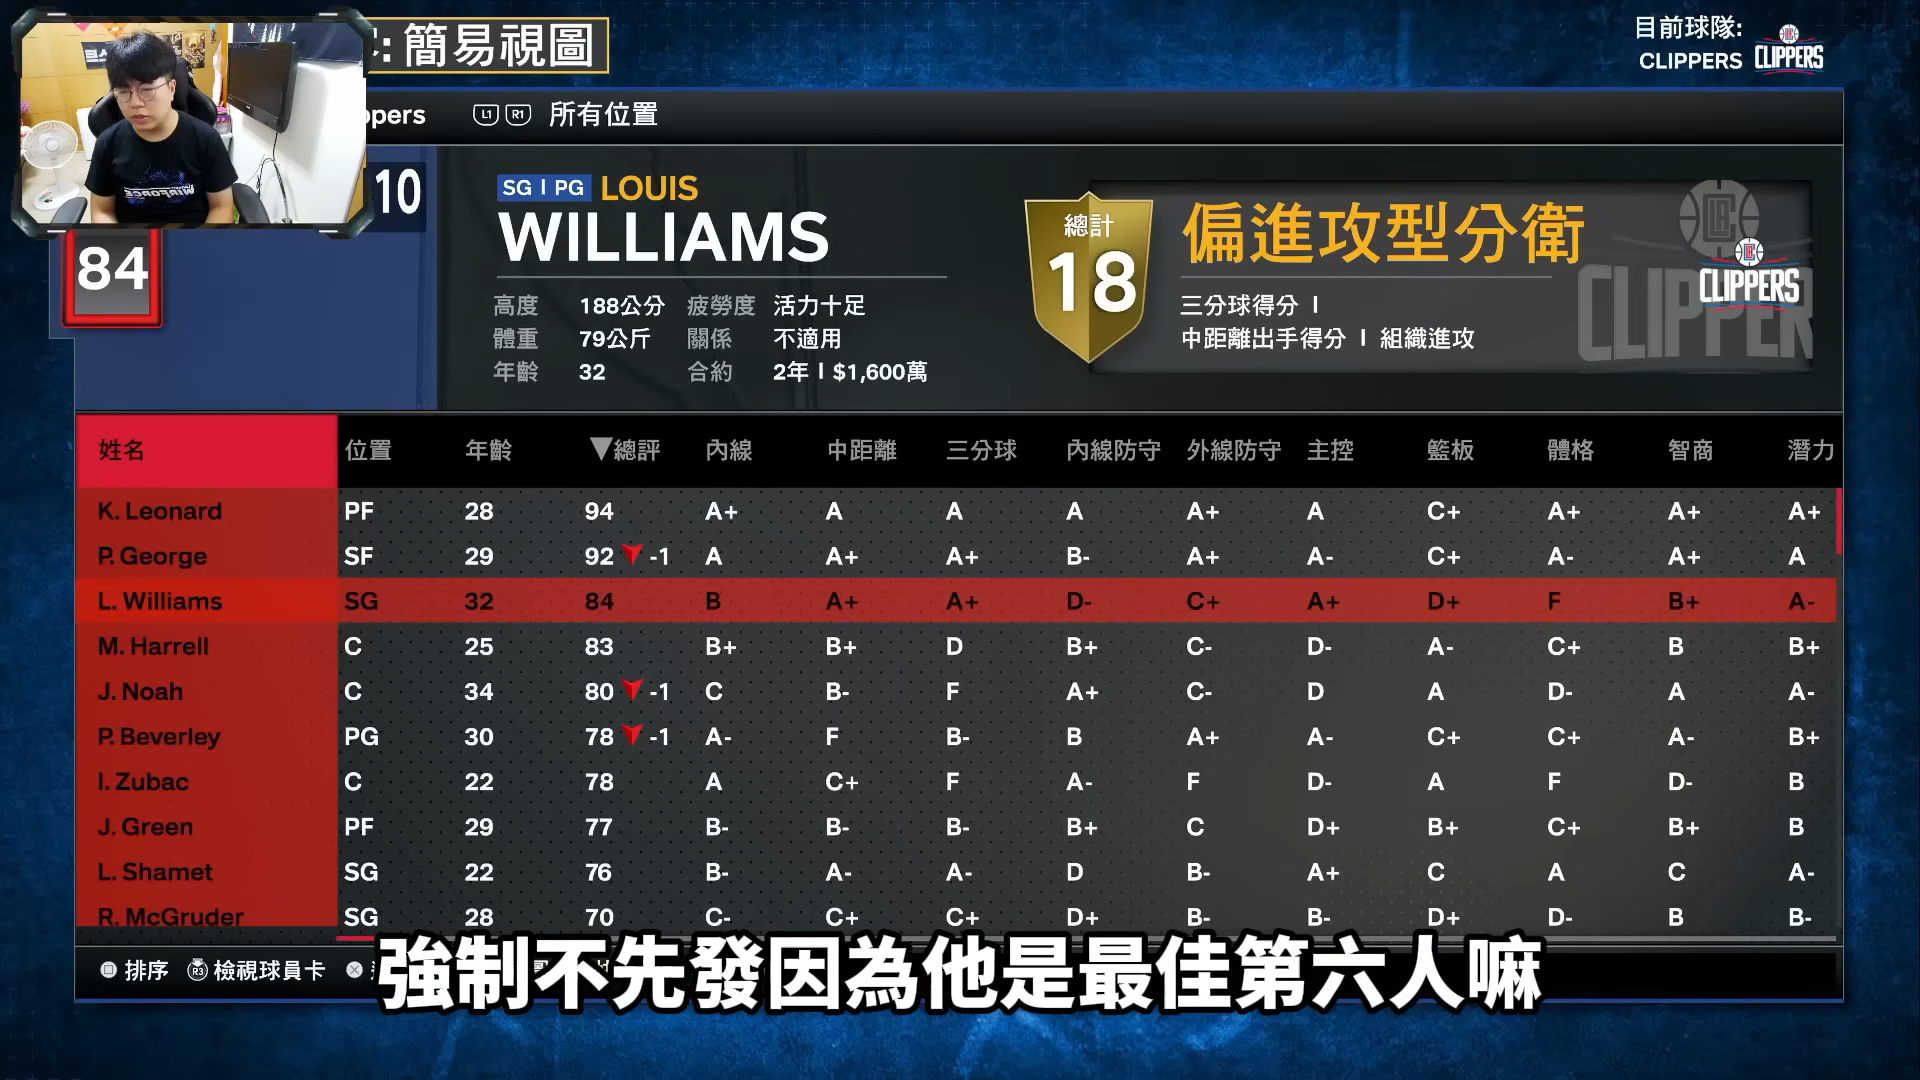 : 簡易視圖
目前球隊:
CLIPPERS CLIPPERS
ppers L1 R1 所有位置
10
84
SG | PG LOUIS
WILLIAMS
高度 188公分 疲勞度 活力十足
體重 79公斤 關係 不適用
年齡 32 合約 2年 | $1,600萬
總計
18
偏進攻型分衛
三分球得分 |
中距離出手得分 | 組織進攻
CLIPPERS
CLIPPER
姓名 位置 年齡 ▼總評 內線 中距離 三分球 內線防守 外線防守 主控 籃板 體格 智商 潛力
K. Leonard PF 28 94 A+ A A A A+ A C+ A+ A+ A+
P. George SF 29 92 -1 A A+ A+ B- A+ A- C+ A- A+ A
L. Williams SG 32 84 B A+ A+ D- C+ A+ D+ F B+ A-
M. Harrell C 25 83 B+ B+ D B+ C- D- A- C+ B B+
J. Noah C 34 80 -1 C B- F A+ C- D A D- A A-
P. Beverley PG 30 78 -1 A- F B- B A+ A- C+ C+ A- B+
I. Zubac C 22 78 A C+ F A- F D- A F D- B
J. Green PF 29 77 B- B- B- B+ C D+ B+ C+ B+ B
L. Shamet SG 22 76 B- A- A- D B- A+ C A C A-
R. McGruder SG 28 70 C- C+ C+ D+ B- B- D+ D- B B-
排序 R3 檢視球員卡
強制不先發因為他是最佳第六人嘛